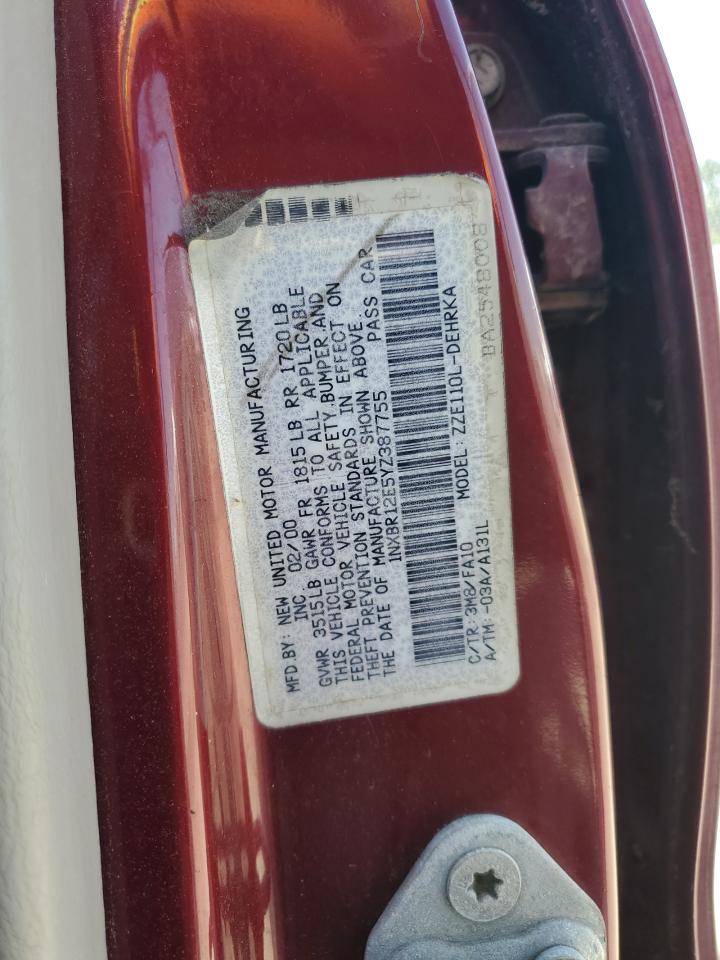 MFD BY: NEW UNITED MOTOR MANUFACTURING
INC 02/00
GVWR 3515LB GAWR FR 1815LB RR 1720LB
THIS VEHICLE CONFORMS TO ALL APPLICABLE
FEDERAL MOTOR VEHICLE SAFETY,BUMPER AND
THEFT PREVENTION STANDARDS IN EFFECT ON
THE DATE OF MANUFACTURE SHOWN ABOVE.
1NXBR12E5YZ387755 PASS CAR
C/TR: 3M8/FA10 MODEL: ZZE110L-DEHRKA
A/TM: -03A/A131L
BA2548008